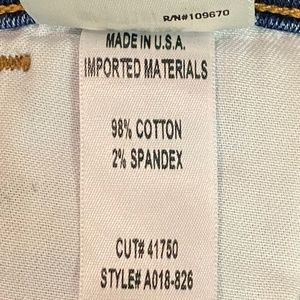 R/N#109670
MADE IN U.S.A.
IMPORTED MATERIALS
98% COTTON
2% SPANDEX
CUT# 41750
STYLE# A018-826